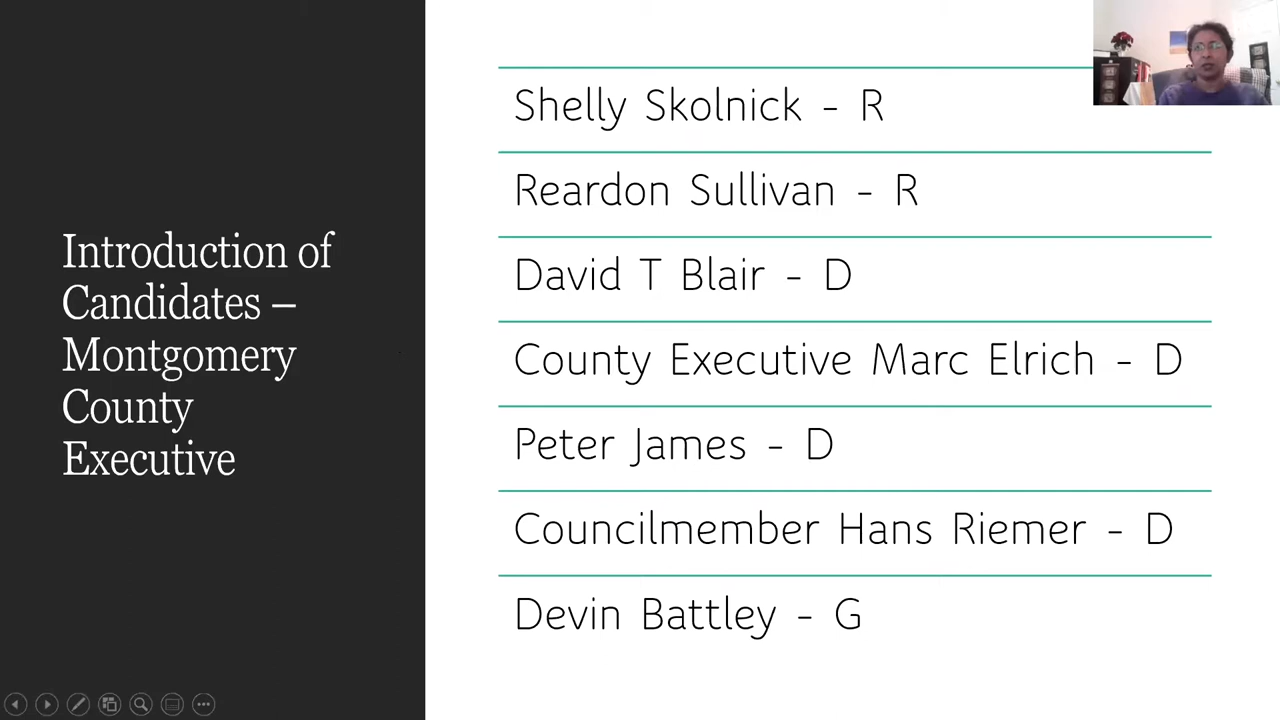 Introduction of
Candidates –
Montgomery
County
Executive
Shelly Skolnick - R
Reardon Sullivan - R
David T Blair - D
County Executive Marc Elrich - D
Peter James - D
Councilmember Hans Riemer - D
Devin Battley - G